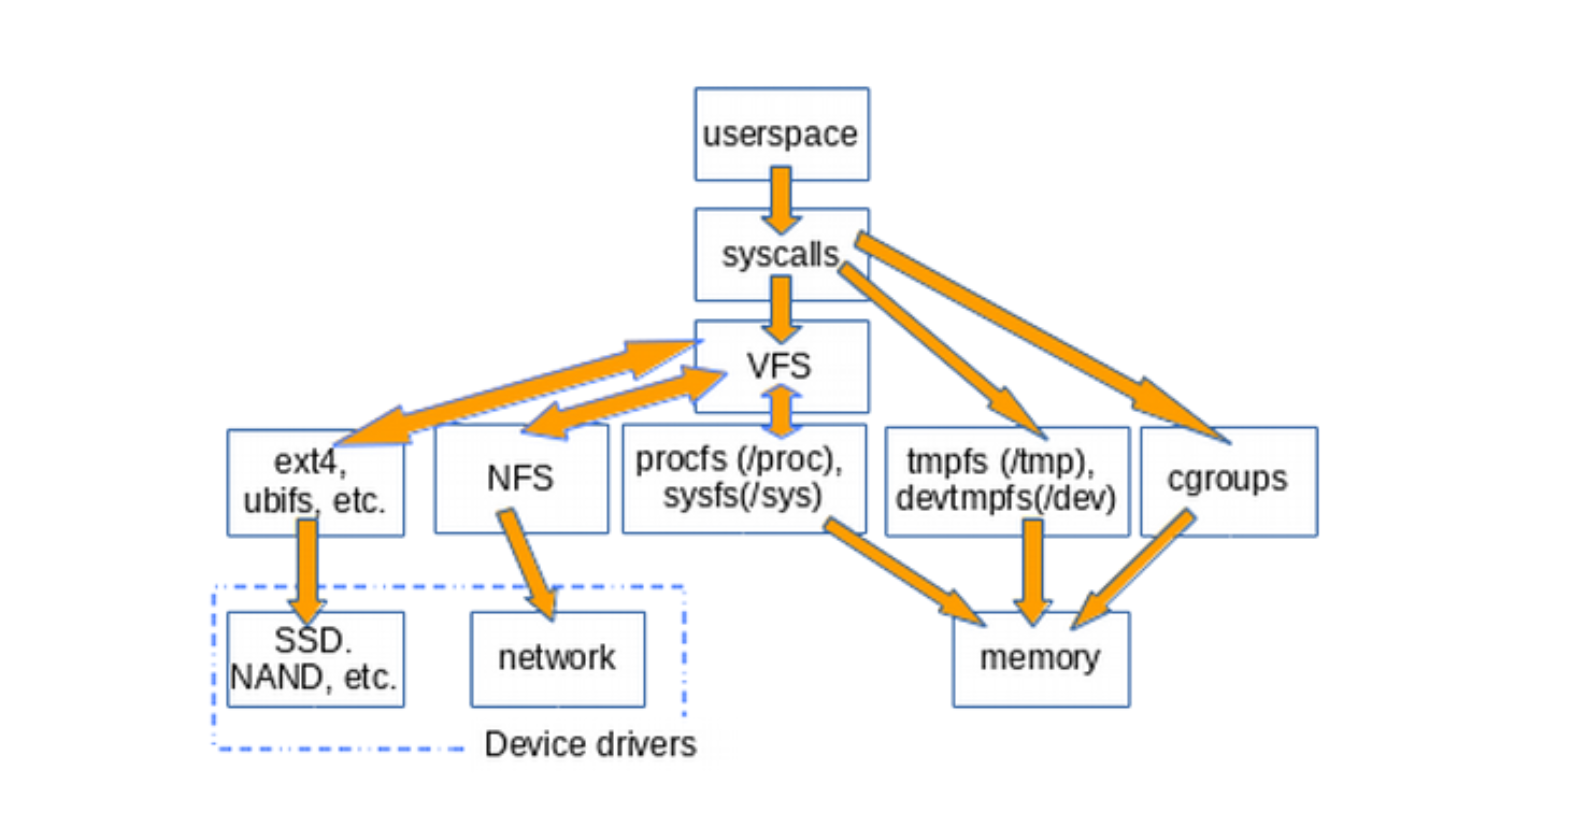 userspace
syscalls
VFS
ext4,
ubifs, etc.
NFS
procfs (/proc),
sysfs(/sys)
tmpfs (/tmp),
devtmpfs(/dev)
cgroups
SSD.
NAND, etc.
network
memory
Device drivers